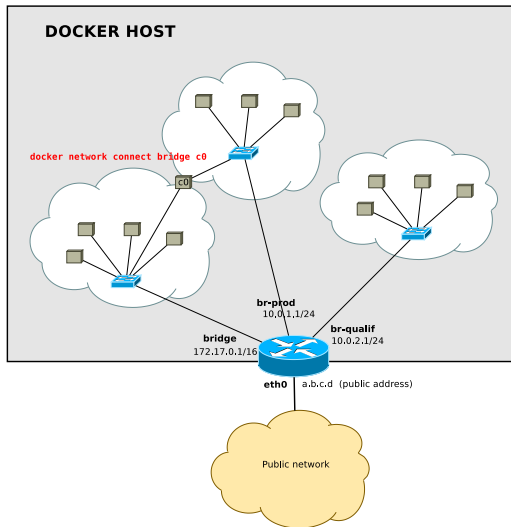 DOCKER HOST
docker network connect bridge c0
c0
br-prod
10.0.1.1/24
br-qualif
10.0.2.1/24
bridge
172.17.0.1/16
eth0 a.b.c.d (public address)
Public network